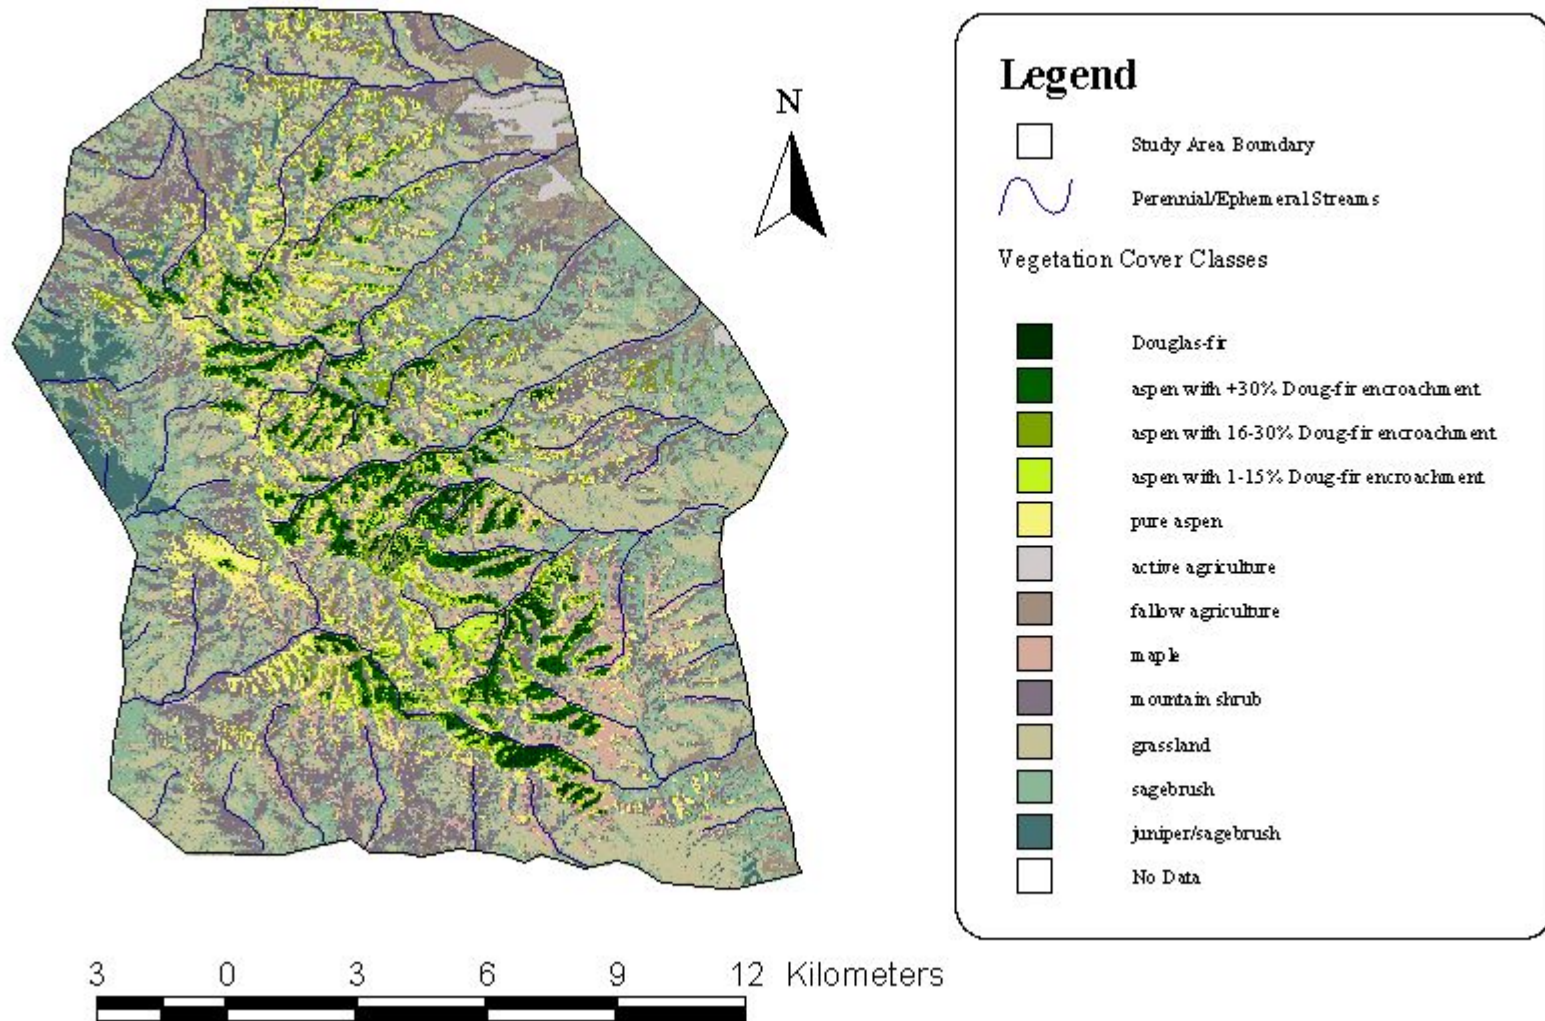 N
Legend
Study Area Boundary
Perennial/Ephemeral Streams
Vegetation Cover Classes
Douglas-fir
aspen with +30% Doug-fir encroachment
aspen with 16-30% Doug-fir encroachment
aspen with 1-15% Doug-fir encroachment
pure aspen
active agriculture
fallow agriculture
maple
mountain shrub
grassland
sagebrush
juniper/sagebrush
No Data
3 0 3 6 9 12 Kilometers